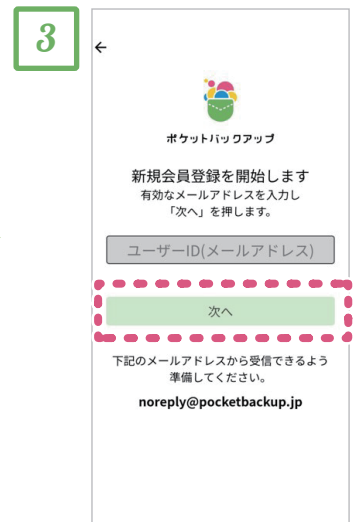 3
←
ポケットバックアップ
新規会員登録を開始します
有効なメールアドレスを入力し
「次へ」を押します。
ユーザーID(メールアドレス)
次へ
下記のメールアドレスから受信できるよう
準備してください。
noreply@pocketbackup.jp